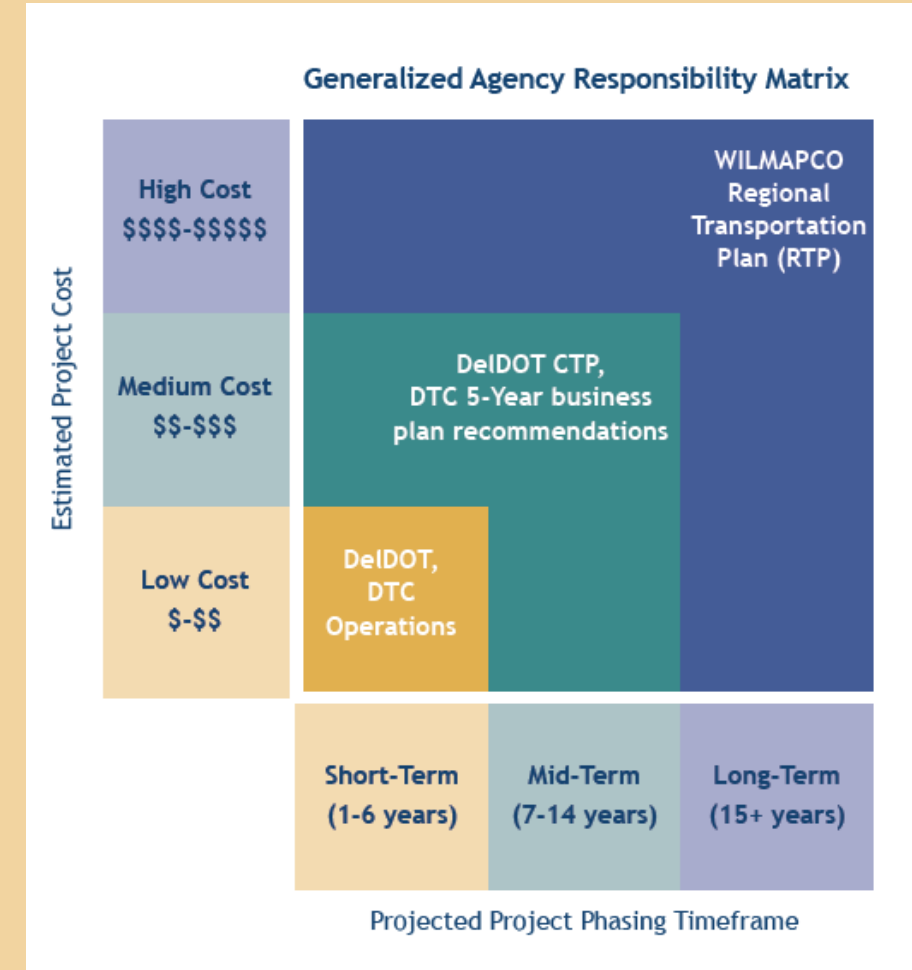 Generalized Agency Responsibility Matrix
High Cost
$$$$-$$$$$
WILMAPCO
Regional
Transportation
Plan (RTP)
Estimated Project Cost
Medium Cost
$$-$$$
DelDOT CTP,
DTC 5-Year business
plan recommendations
Low Cost
$-$$
DelDOT,
DTC
Operations
Short-Term
(1-6 years)
Mid-Term
(7-14 years)
Long-Term
(15+ years)
Projected Project Phasing Timeframe